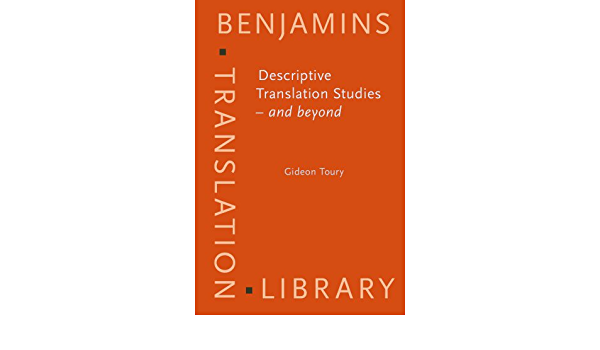 BENJAMINS
TRANSLATION
Descriptive
Translation Studies
– and beyond
Gideon Toury
LIBRARY